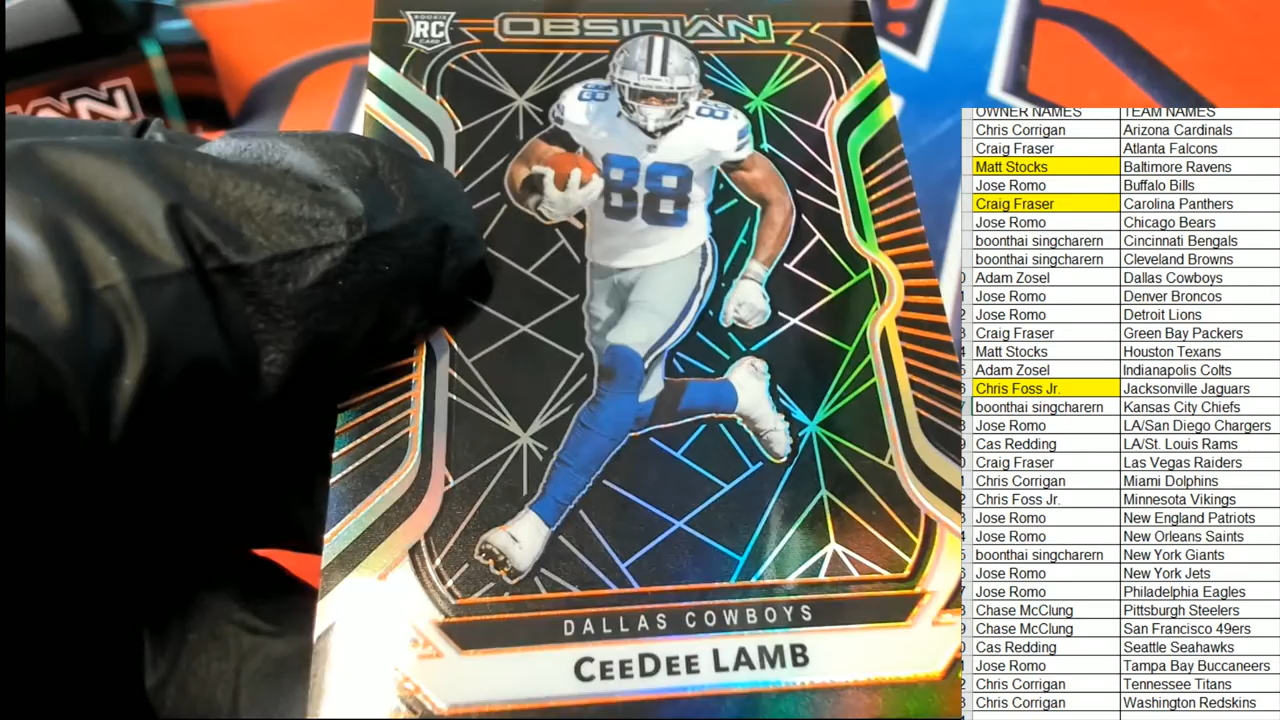 ROOKIE
RC
CARD
OBSIDIAN
88
88
88
DALLAS COWBOYS
CEEDEE LAMB
OWNER NAMES TEAM NAMES
Chris Corrigan Arizona Cardinals
Craig Fraser Atlanta Falcons
Matt Stocks Baltimore Ravens
Jose Romo Buffalo Bills
Craig Fraser Carolina Panthers
Jose Romo Chicago Bears
boonthai singcharern Cincinnati Bengals
boonthai singcharern Cleveland Browns
Adam Zosel Dallas Cowboys
Jose Romo Denver Broncos
Jose Romo Detroit Lions
Craig Fraser Green Bay Packers
Matt Stocks Houston Texans
Adam Zosel Indianapolis Colts
Chris Foss Jr. Jacksonville Jaguars
boonthai singcharern Kansas City Chiefs
Jose Romo LA/San Diego Chargers
Cas Redding LA/St. Louis Rams
Craig Fraser Las Vegas Raiders
Chris Corrigan Miami Dolphins
Chris Foss Jr. Minnesota Vikings
Jose Romo New England Patriots
Jose Romo New Orleans Saints
boonthai singcharern New York Giants
Jose Romo New York Jets
Jose Romo Philadelphia Eagles
Chase McClung Pittsburgh Steelers
Chase McClung San Francisco 49ers
Cas Redding Seattle Seahawks
Jose Romo Tampa Bay Buccaneers
Chris Corrigan Tennessee Titans
Chris Corrigan Washington Redskins